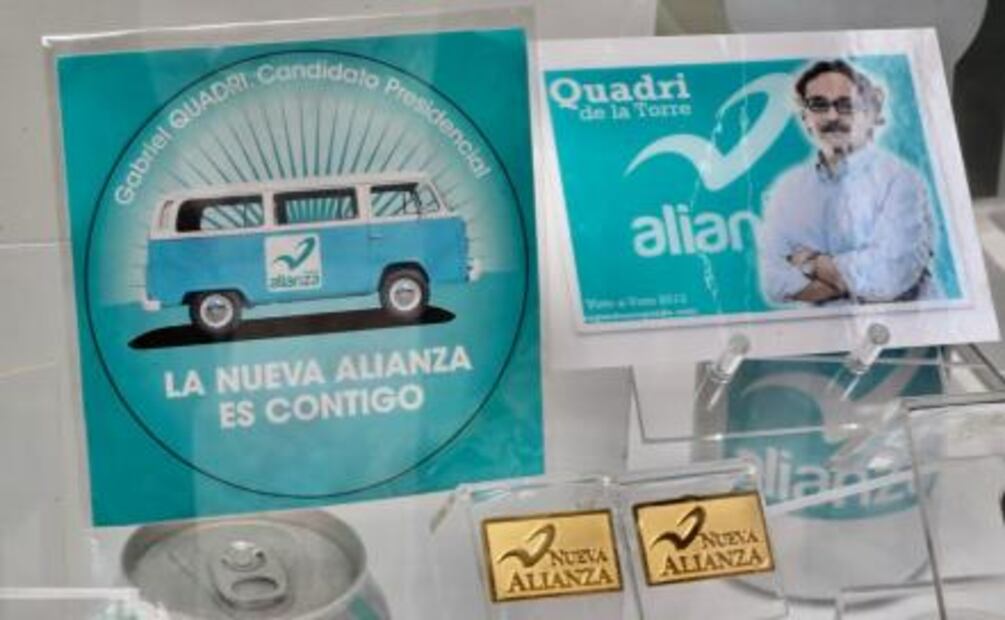 Gabriel QUADRI. Candidato Presidencial
alianza
LA NUEVA ALIANZA
ES CONTIGO
Quadri
de la Torre
alian
alianza
NUEVA
ALIANZA
NUEVA
ALIANZA